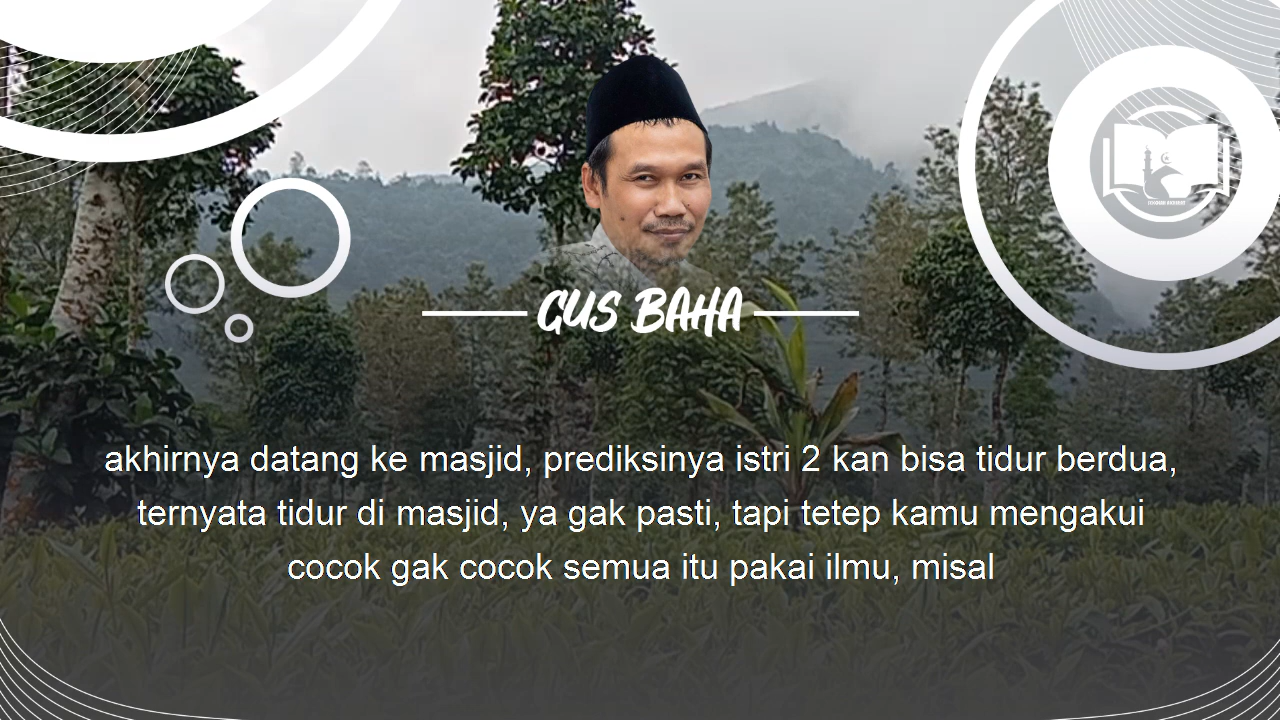 GUS BAHA
akhirnya datang ke masjid, prediksinya istri 2 kan bisa tidur berdua,
ternyata tidur di masjid, ya gak pasti, tapi tetep kamu mengakui
cocok gak cocok semua itu pakai ilmu, misal